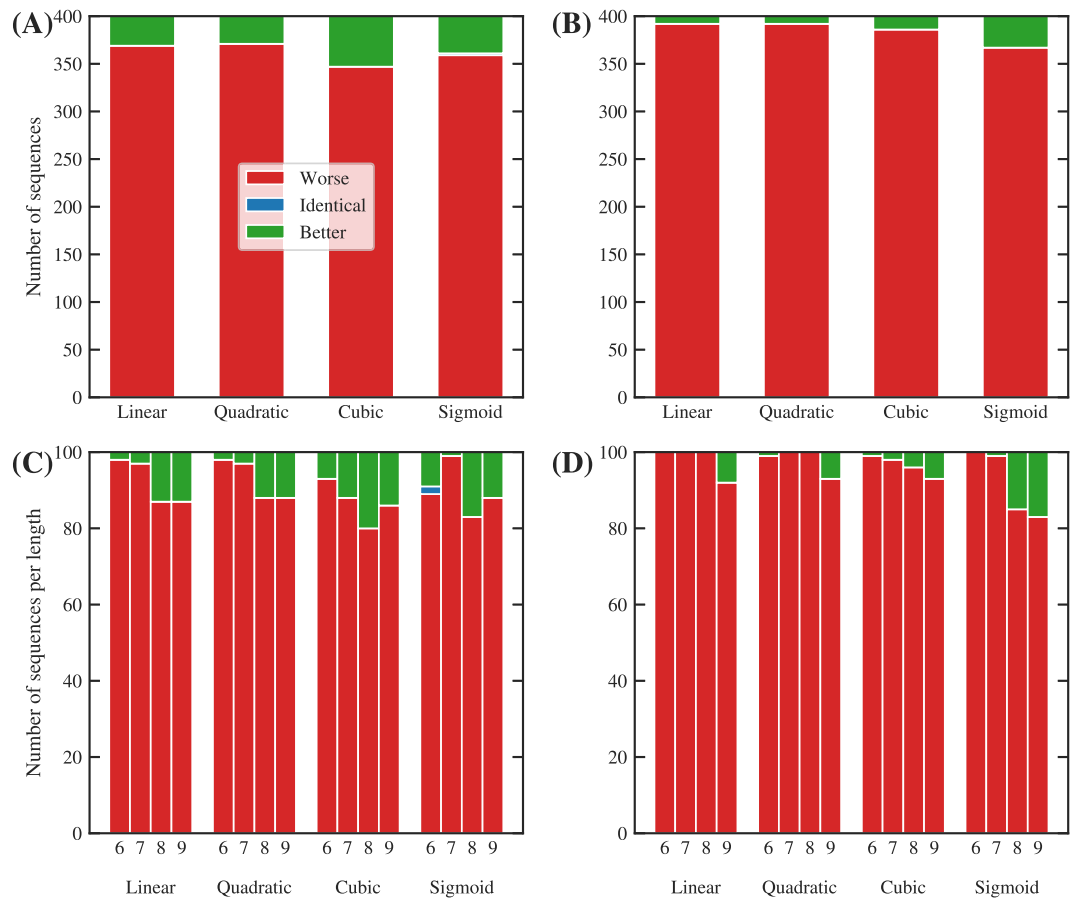 (A)
400
350
300
250
200
150
100
50
0
Number of sequences
Worse
Identical
Better
Linear Quadratic Cubic Sigmoid
(B)
400
350
300
250
200
150
100
50
0
Linear Quadratic Cubic Sigmoid
(C)
100
80
60
40
20
0
Number of sequences per length
6 7 8 9 6 7 8 9 6 7 8 9 6 7 8 9
Linear Quadratic Cubic Sigmoid
(D)
100
80
60
40
20
0
6 7 8 9 6 7 8 9 6 7 8 9 6 7 8 9
Linear Quadratic Cubic Sigmoid